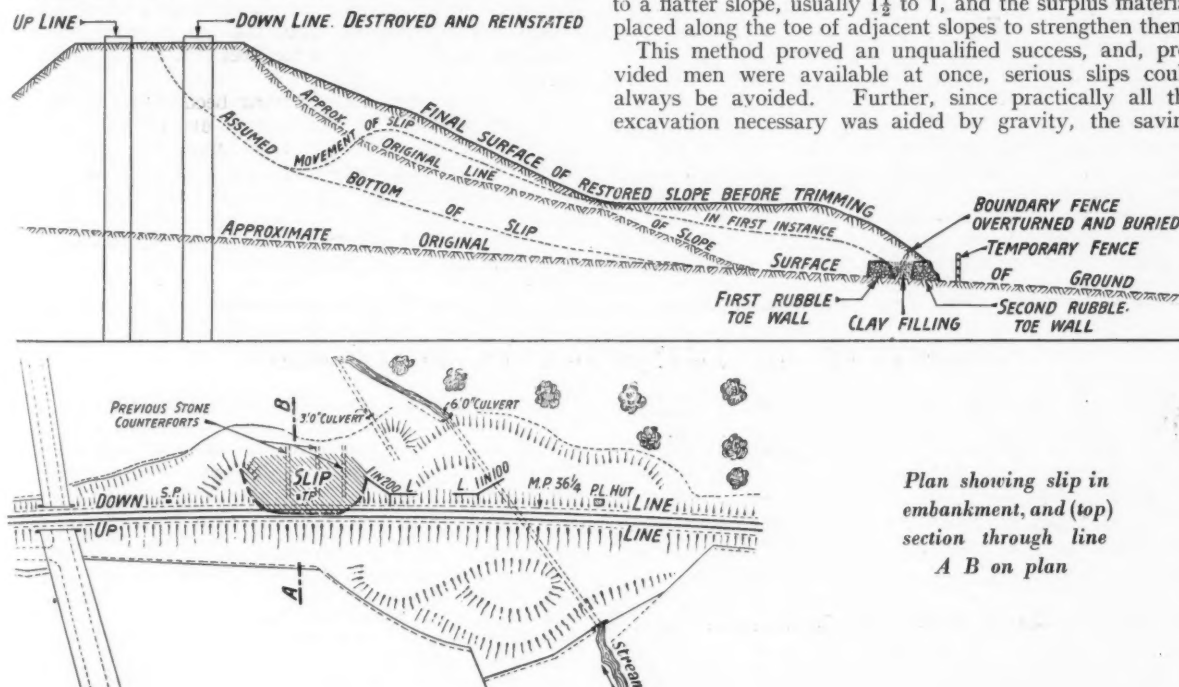 UP LINE
DOWN LINE. DESTROYED AND REINSTATED
to a flatter slope, usually 1½ to 1, and the surplus materia
placed along the toe of adjacent slopes to strengthen them
This method proved an unqualified success, and, pro-
vided men were available at once, serious slips coul
always be avoided. Further, since practically all th
excavation necessary was aided by gravity, the savin
FINAL SURFACE OF RESTORED SLOPE BEFORE TRIMMING
APPROX. ORIGINAL LINE OF SLOPE
MOVEMENT OF SLIP IN FIRST INSTANCE
ASSUMED BOTTOM OF SLIP
APPROXIMATE ORIGINAL SURFACE OF GROUND
BOUNDARY FENCE
OVERTURNED AND BURIED
TEMPORARY FENCE
FIRST RUBBLE
TOE WALL
CLAY FILLING
SECOND RUBBLE.
TOE WALL
PREVIOUS STONE
COUNTERFORTS
B
3'0" CULVERT
6'0" CULVERT
SLIP
T.P.
1 IN 200
L.
L.
1 IN 100
S.P.
M.P. 36¼
P.L. HUT
DOWN LINE
UP LINE
A
stream
Plan showing slip in
embankment, and (top)
section through line
A B on plan